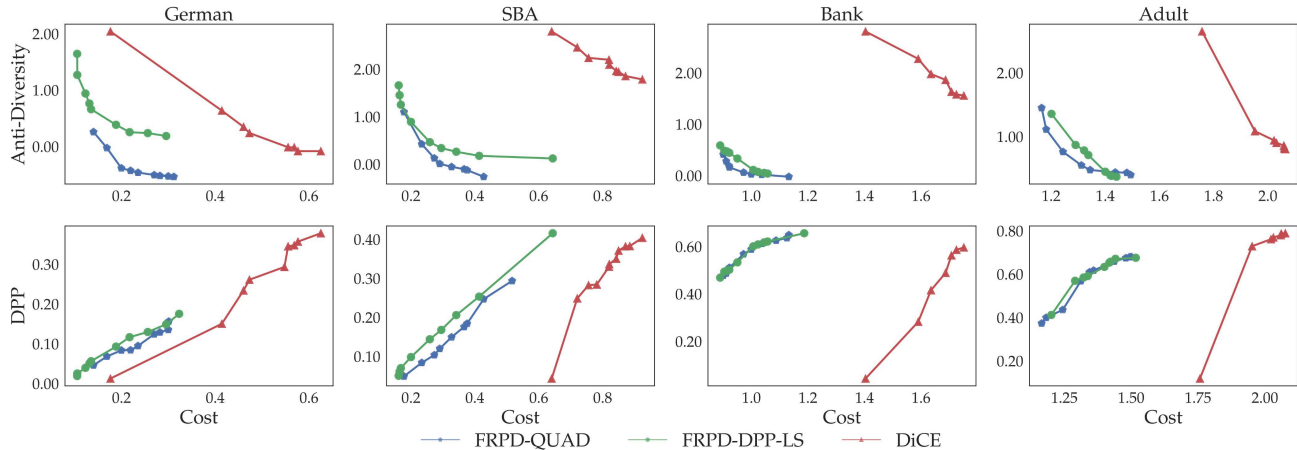 German SBA Bank Adult
Anti-Diversity
2.00 1.00 0.00
0.2 0.4 0.6
2.00 1.00 0.00
0.2 0.4 0.6 0.8
2.00 1.00 0.00
1.0 1.2 1.4 1.6
2.00 1.00
1.2 1.4 1.6 1.8 2.0
DPP
0.30 0.20 0.10 0.00
0.2 0.4 0.6
0.40 0.30 0.20 0.10
0.2 0.4 0.6 0.8
0.60 0.40 0.20
1.0 1.2 1.4 1.6
0.80 0.60 0.40 0.20
1.25 1.50 1.75 2.00
Cost Cost Cost Cost
FRPD-QUAD FRPD-DPP-LS DiCE